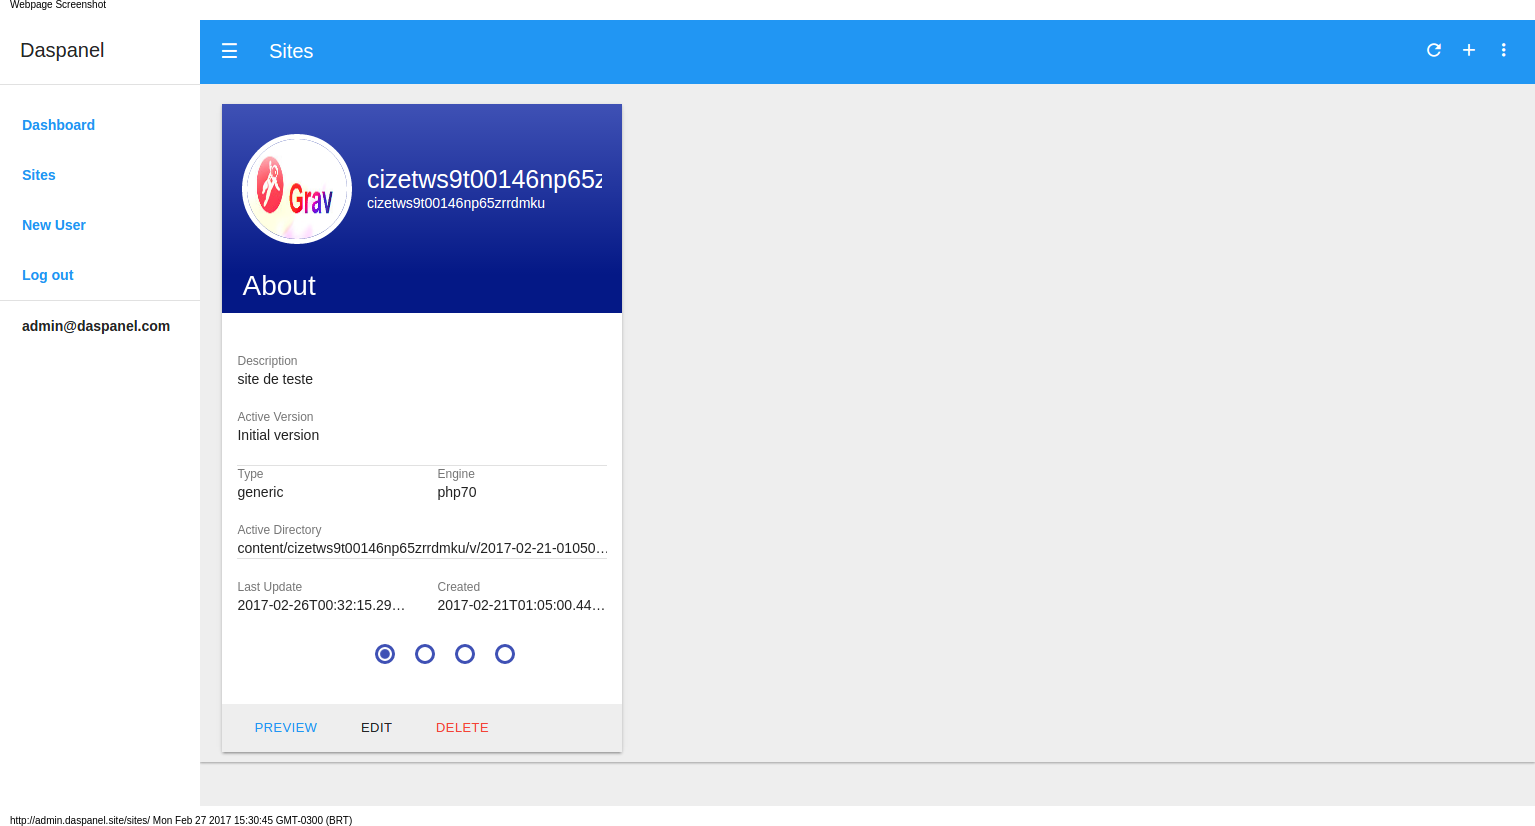 Webpage Screenshot
Daspanel
Sites
Dashboard
Sites
New User
Log out
admin@daspanel.com
Grav
cizetws9t00146np65z
cizetws9t00146np65zrrdmku
About
Description
site de teste
Active Version
Initial version
Type
Engine
generic
php70
Active Directory
content/cizetws9t00146np65zrrdmku/v/2017-02-21-01050…
Last Update
Created
2017-02-26T00:32:15.29…
2017-02-21T01:05:00.44…
PREVIEW
EDIT
DELETE
http://admin.daspanel.site/sites/ Mon Feb 27 2017 15:30:45 GMT-0300 (BRT)